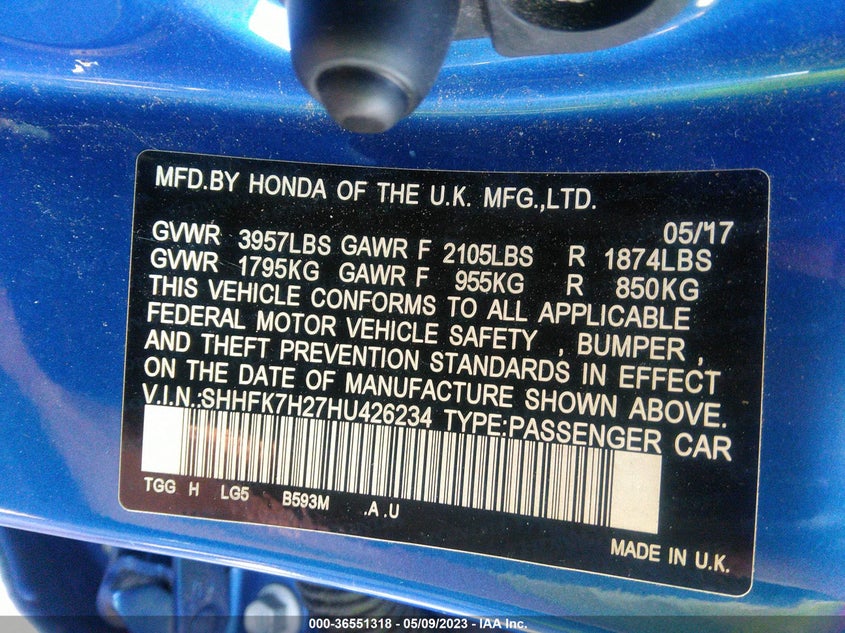 MFD.BY HONDA OF THE U.K. MFG.,LTD.
05/17
GVWR 3957LBS GAWR F 2105LBS R 1874LBS
GVWR 1795KG GAWR F 955KG R 850KG
THIS VEHICLE CONFORMS TO ALL APPLICABLE
FEDERAL MOTOR VEHICLE SAFETY , BUMPER ,
AND THEFT PREVENTION STANDARDS IN EFFECT
ON THE DATE OF MANUFACTURE SHOWN ABOVE.
V.I.N.:SHHFK7H27HU426234 TYPE:PASSENGER CAR
TGG H LG5 B593M .A .U
MADE IN U.K.
000-36551318 - 05/09/2023 - IAA Inc.